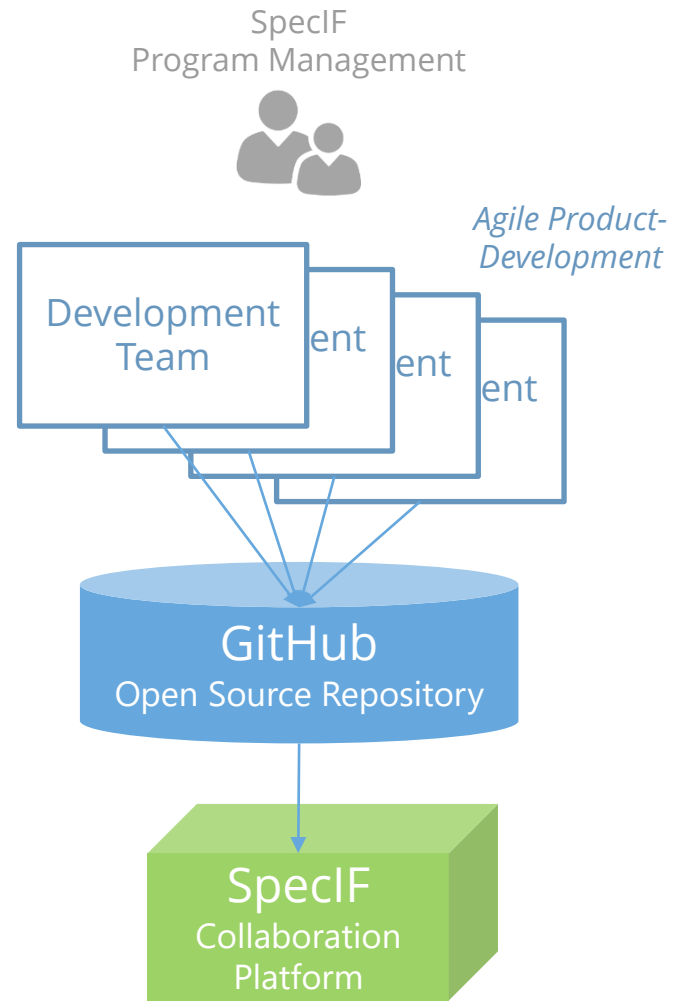 SpecIF
Program Management
Agile Product-
Development
Development
Team
ent
ent
ent
GitHub
Open Source Repository
SpecIF
Collaboration
Platform